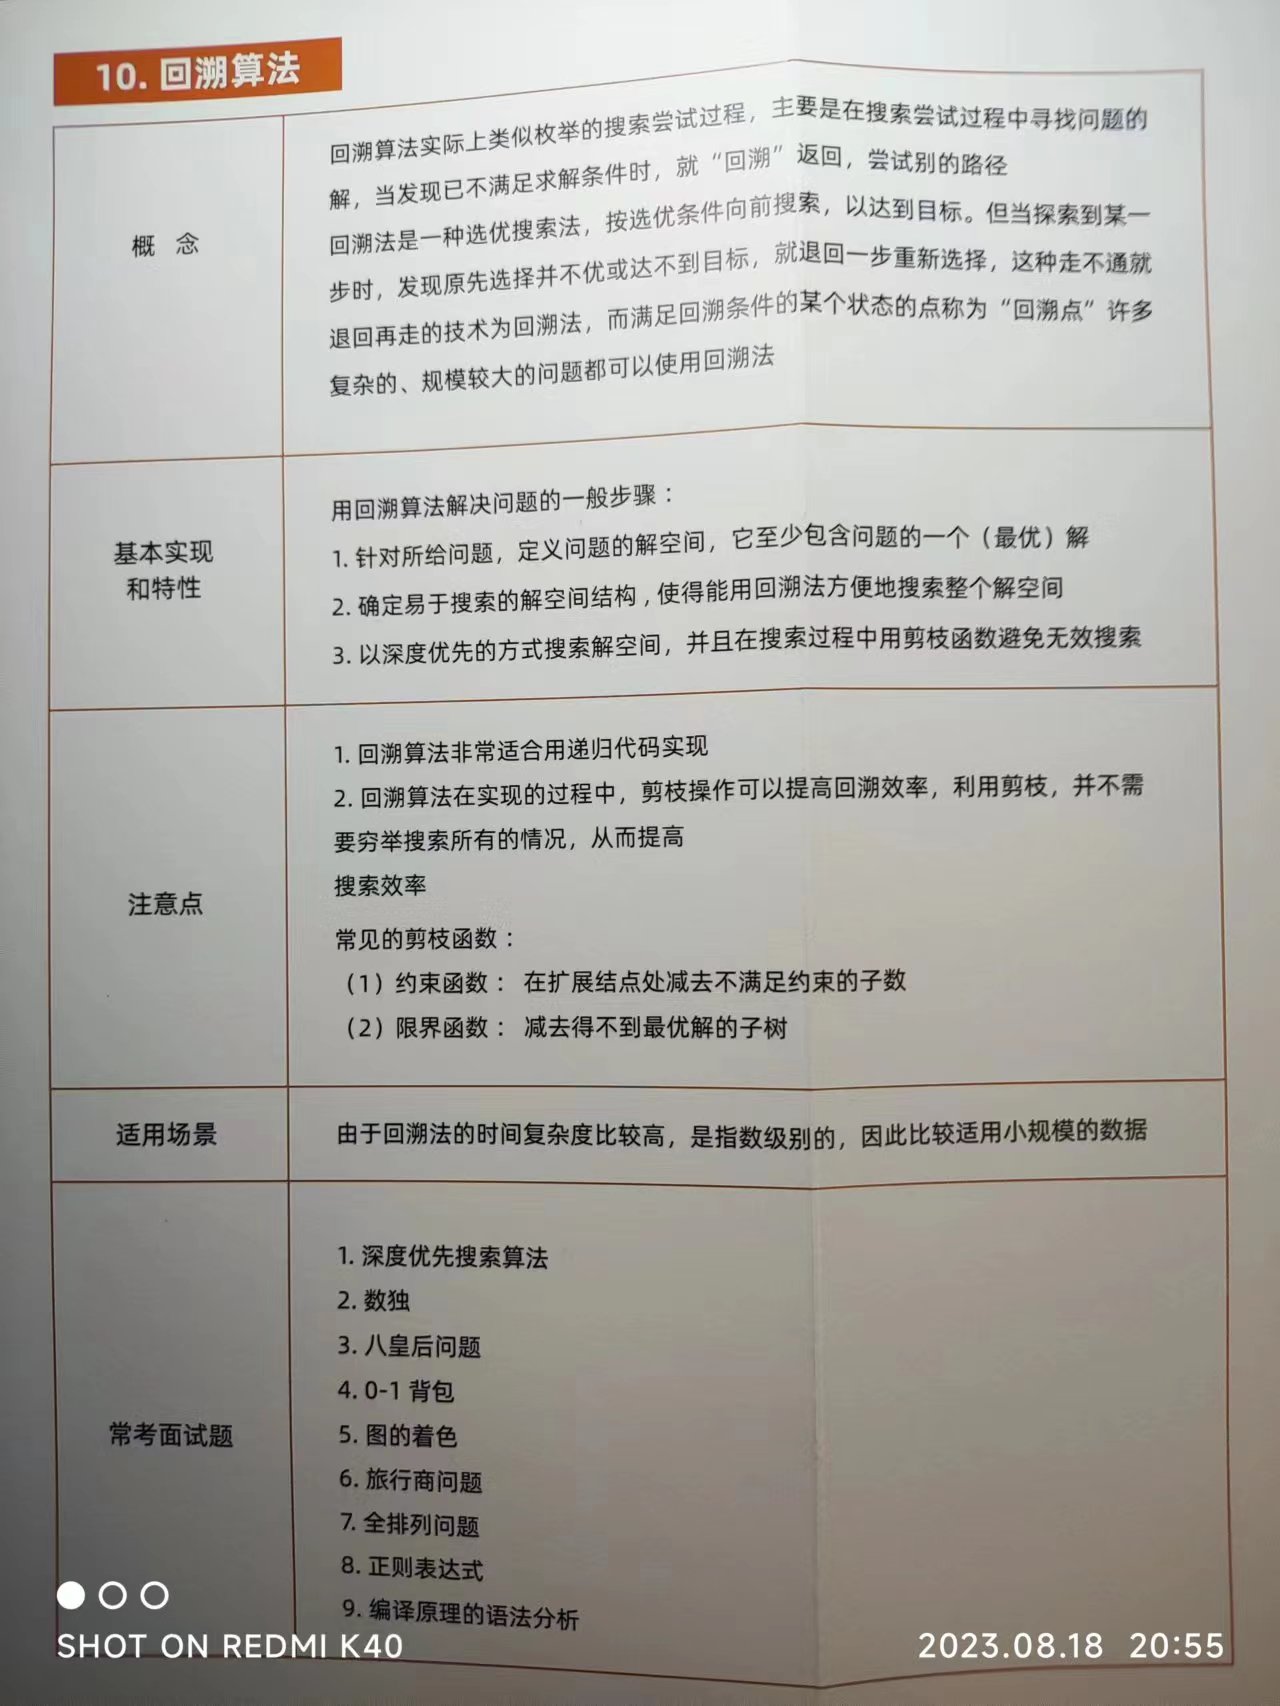 10. 回溯算法
概 念
回溯算法实际上类似枚举的搜索尝试过程，主要是在搜索尝试过程中寻找问题的
解，当发现已不满足求解条件时，就“回溯”返回，尝试别的路径
回溯法是一种选优搜索法，按选优条件向前搜索，以达到目标。但当探索到某一
步时，发现原先选择并不优或达不到目标，就退回一步重新选择，这种走不通就
退回再走的技术为回溯法，而满足回溯条件的某个状态的点称为“回溯点”许多
复杂的、规模较大的问题都可以使用回溯法
基本实现
和特性
用回溯算法解决问题的一般步骤：
1. 针对所给问题，定义问题的解空间，它至少包含问题的一个（最优）解
2. 确定易于搜索的解空间结构 , 使得能用回溯法方便地搜索整个解空间
3. 以深度优先的方式搜索解空间，并且在搜索过程中用剪枝函数避免无效搜索
注意点
1. 回溯算法非常适合用递归代码实现
2. 回溯算法在实现的过程中，剪枝操作可以提高回溯效率，利用剪枝，并不需
要穷举搜索所有的情况，从而提高
搜索效率
常见的剪枝函数：
（1）约束函数： 在扩展结点处减去不满足约束的子数
（2）限界函数： 减去得不到最优解的子树
适用场景
由于回溯法的时间复杂度比较高，是指数级别的，因此比较适用小规模的数据
常考面试题
1. 深度优先搜索算法
2. 数独
3. 八皇后问题
4. 0-1 背包
5. 图的着色
6. 旅行商问题
7. 全排列问题
8. 正则表达式
9. 编译原理的语法分析
SHOT ON REDMI K40
2023.08.18 20:55